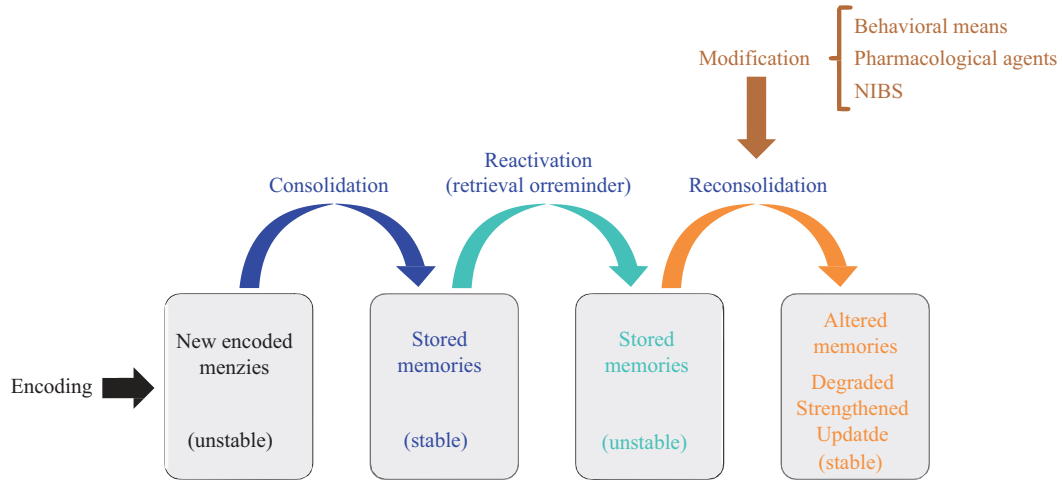 Behavioral means
Modification
Pharmacological agents
NIBS
Consolidation
Reactivation
(retrieval orreminder)
Reconsolidation
Encoding
New encoded
menzies
(unstable)
Stored
memories
(stable)
Stored
memories
(unstable)
Altered
memories
Degraded
Strengthened
Updatde
(stable)